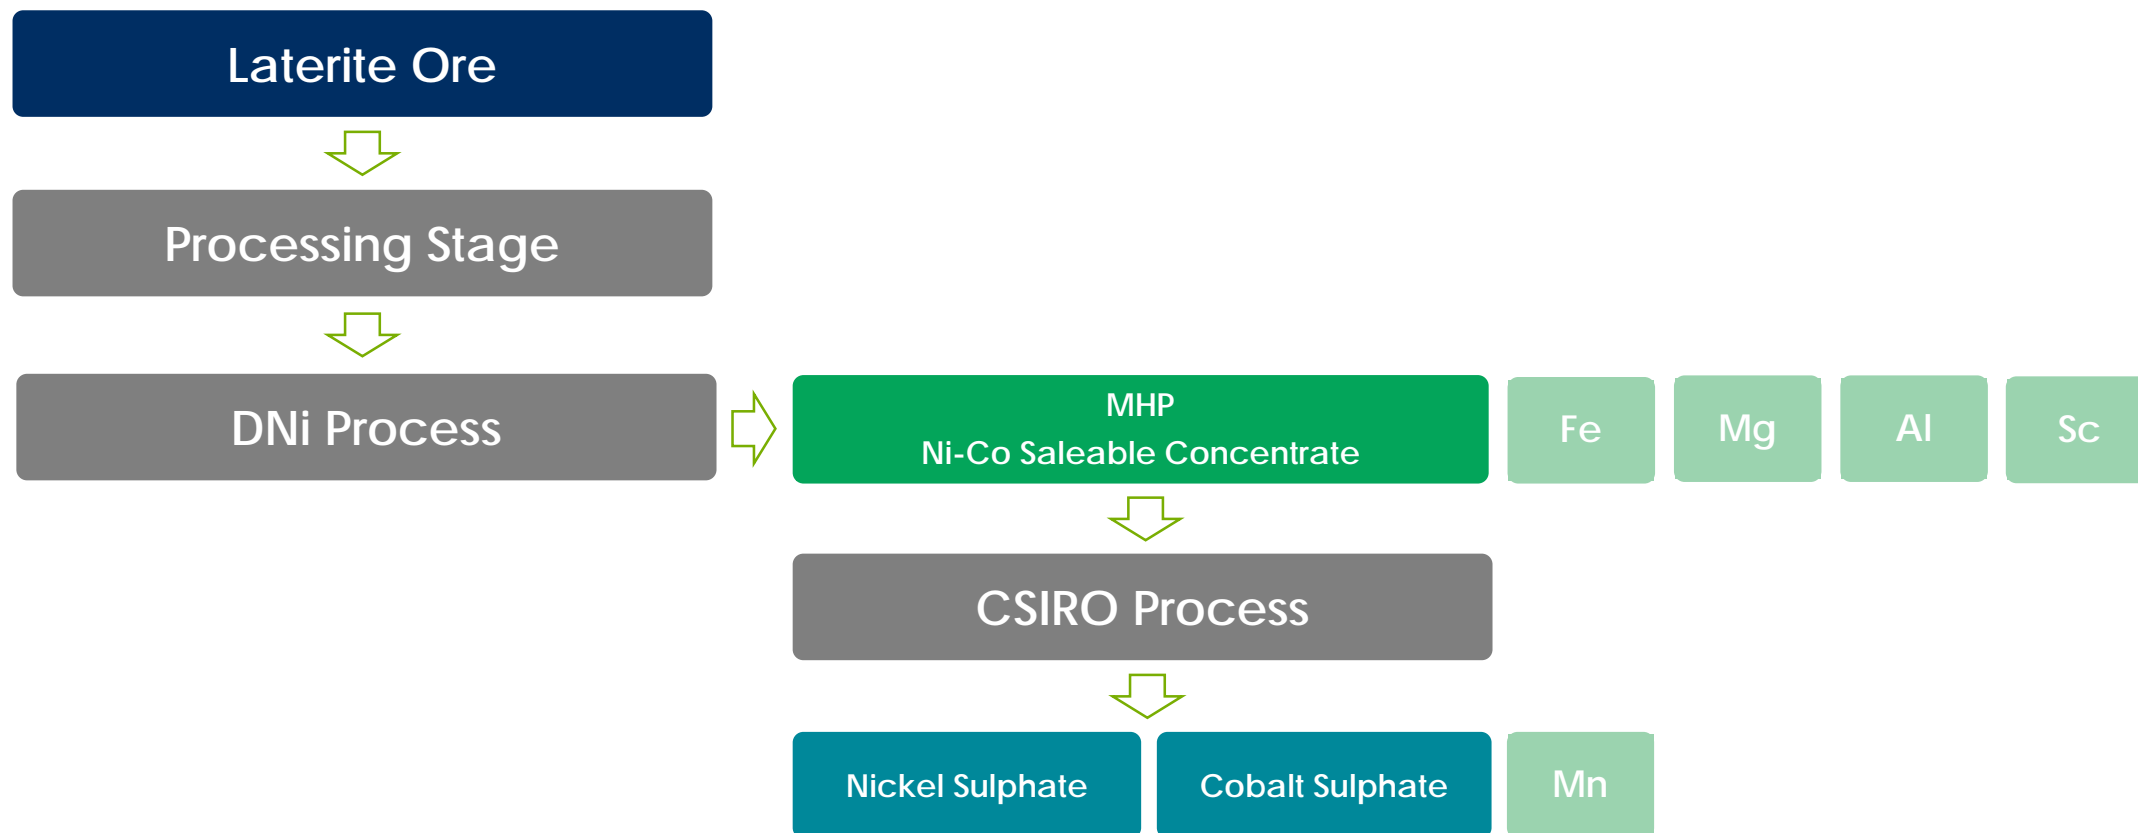 Laterite Ore
Processing Stage
DNi Process
MHP
Ni-Co Saleable Concentrate
Fe
Mg
Al
Sc
CSIRO Process
Nickel Sulphate
Cobalt Sulphate
Mn